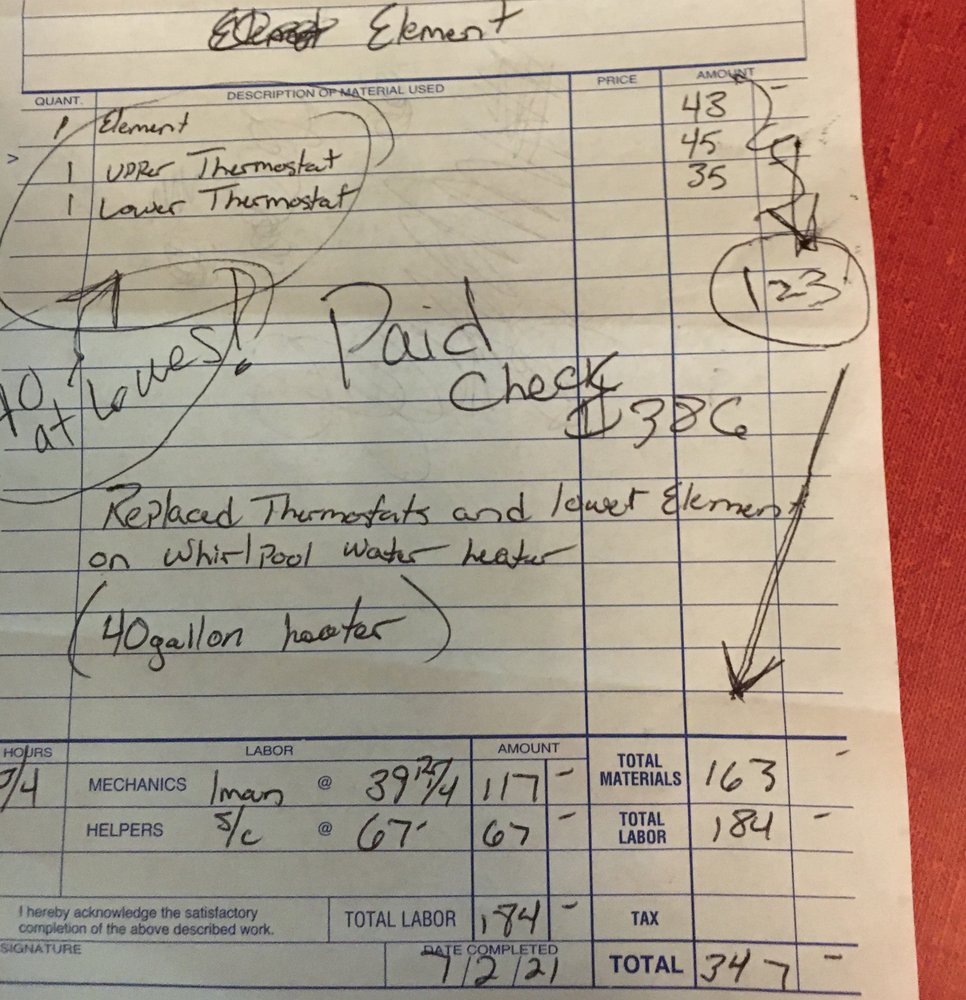 Element
QUANT. DESCRIPTION OF MATERIAL USED PRICE AMOUNT
1 Element 43 -
1 UPPer Thermostat 45
1 Lower Thermostat 35
123
at Lowes!
Paid
Check
386
Replaced Thermostats and lower Element
on Whirlpool Water heater
(40 gallon heater)
HOURS LABOR AMOUNT TOTAL MATERIALS 163 -
3/4 MECHANICS 1 man @ 117 -
HELPERS S/C @ 67- 67 - TOTAL LABOR 184 -
I hereby acknowledge the satisfactory
completion of the above described work.
TOTAL LABOR 184 - TAX
SIGNATURE DATE COMPLETED
7/2/21 TOTAL 347 -